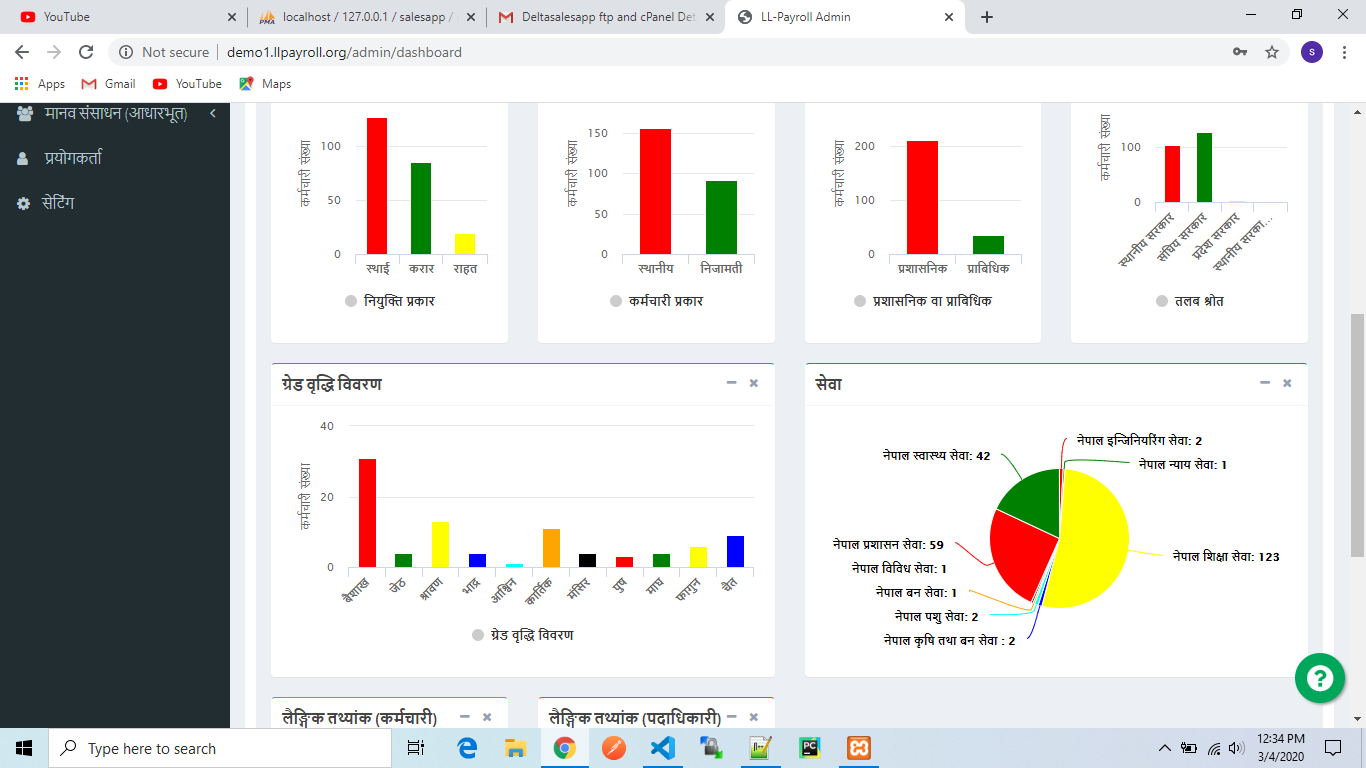 YouTube
localhost / 127.0.0.1 / salesapp /
Deltasalesapp ftp and cPanel Det
LL-Payroll Admin
Not secure
demo1.llpayroll.org/admin/dashboard
s
Apps
Gmail
YouTube
Maps
मानव संसाधन (आधारभूत)
प्रयोगकर्ता
सेटिंग
कर्मचारी संख्या
100
50
0
स्थाई करार राहत
नियुक्ति प्रकार
कर्मचारी संख्या
150
100
50
0
स्थानीय निजामती
कर्मचारी प्रकार
कर्मचारी संख्या
200
100
0
प्रशासनिक प्राबिधिक
प्रशासनिक वा प्राबिधिक
कर्मचारी संख्या
100
0
स्थानीय सरकार
संघिय सरकार
प्रदेश सरकार
स्थानीय सरका...
तलब श्रोत
ग्रेड वृद्धि विवरण
कर्मचारी संख्या
40
20
0
बैशाख
जेठ
श्रावण
भाद्र
आश्विन
कार्तिक
मंसिर
पुष
माघ
फागुन
चैत
ग्रेड वृद्धि विवरण
सेवा
नेपाल इन्जिनियरिंग सेवा: 2
नेपाल स्वास्थ्य सेवा: 42
नेपाल न्याय सेवा: 1
नेपाल प्रशासन सेवा: 59
नेपाल शिक्षा सेवा: 123
नेपाल विविध सेवा: 1
नेपाल बन सेवा: 1
नेपाल पशु सेवा: 2
नेपाल कृषि तथा बन सेवा : 2
लैङ्गिक तथ्यांक (कर्मचारी)
लैङ्गिक तथ्यांक (पदाधिकारी)
Type here to search
12:34 PM
3/4/2020